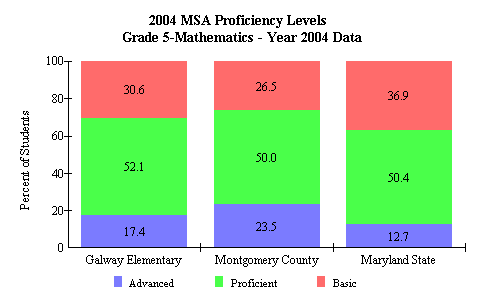 2004 MSA Proficiency Levels
Grade 5-Mathematics - Year 2004 Data
Percent of Students
100
80
60
40
20
0
30.6
26.5
36.9
52.1
50.0
50.4
17.4
23.5
12.7
Galway Elementary
Montgomery County
Maryland State
Advanced
Proficient
Basic